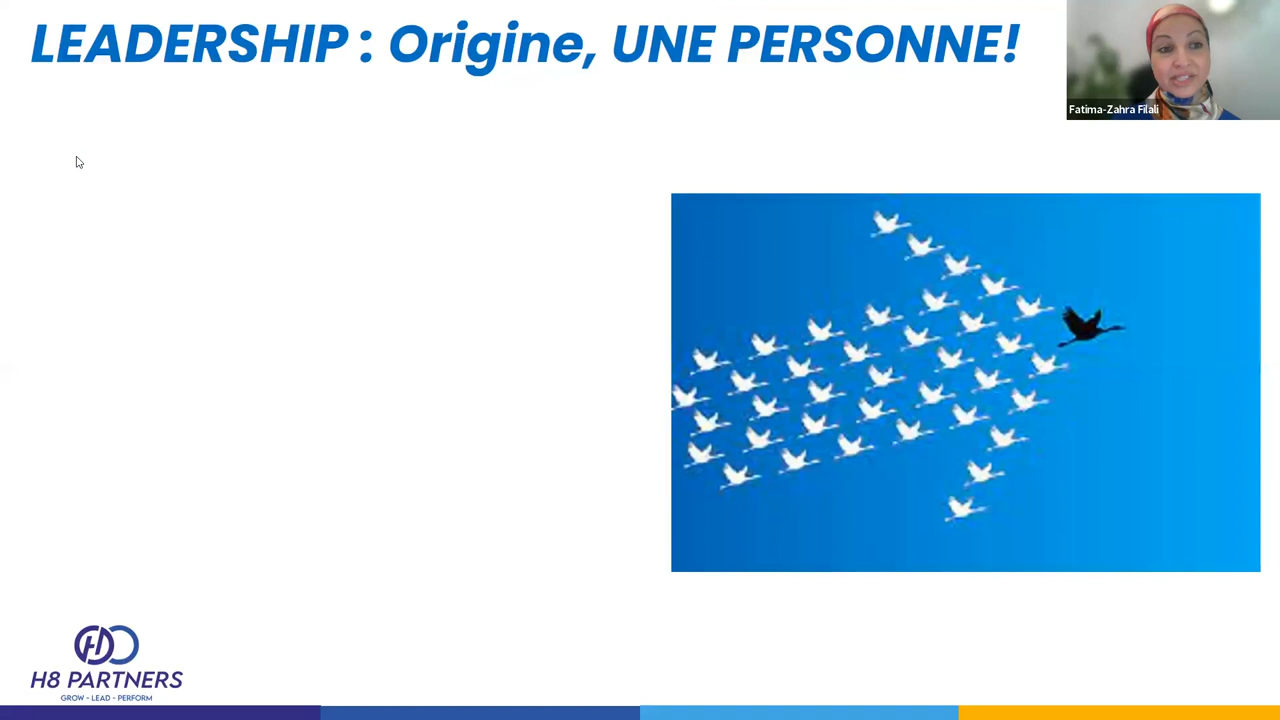 LEADERSHIP : Origine, UNE PERSONNE!
Fatima-Zahra Filali
H8 PARTNERS
GROW - LEAD - PERFORM